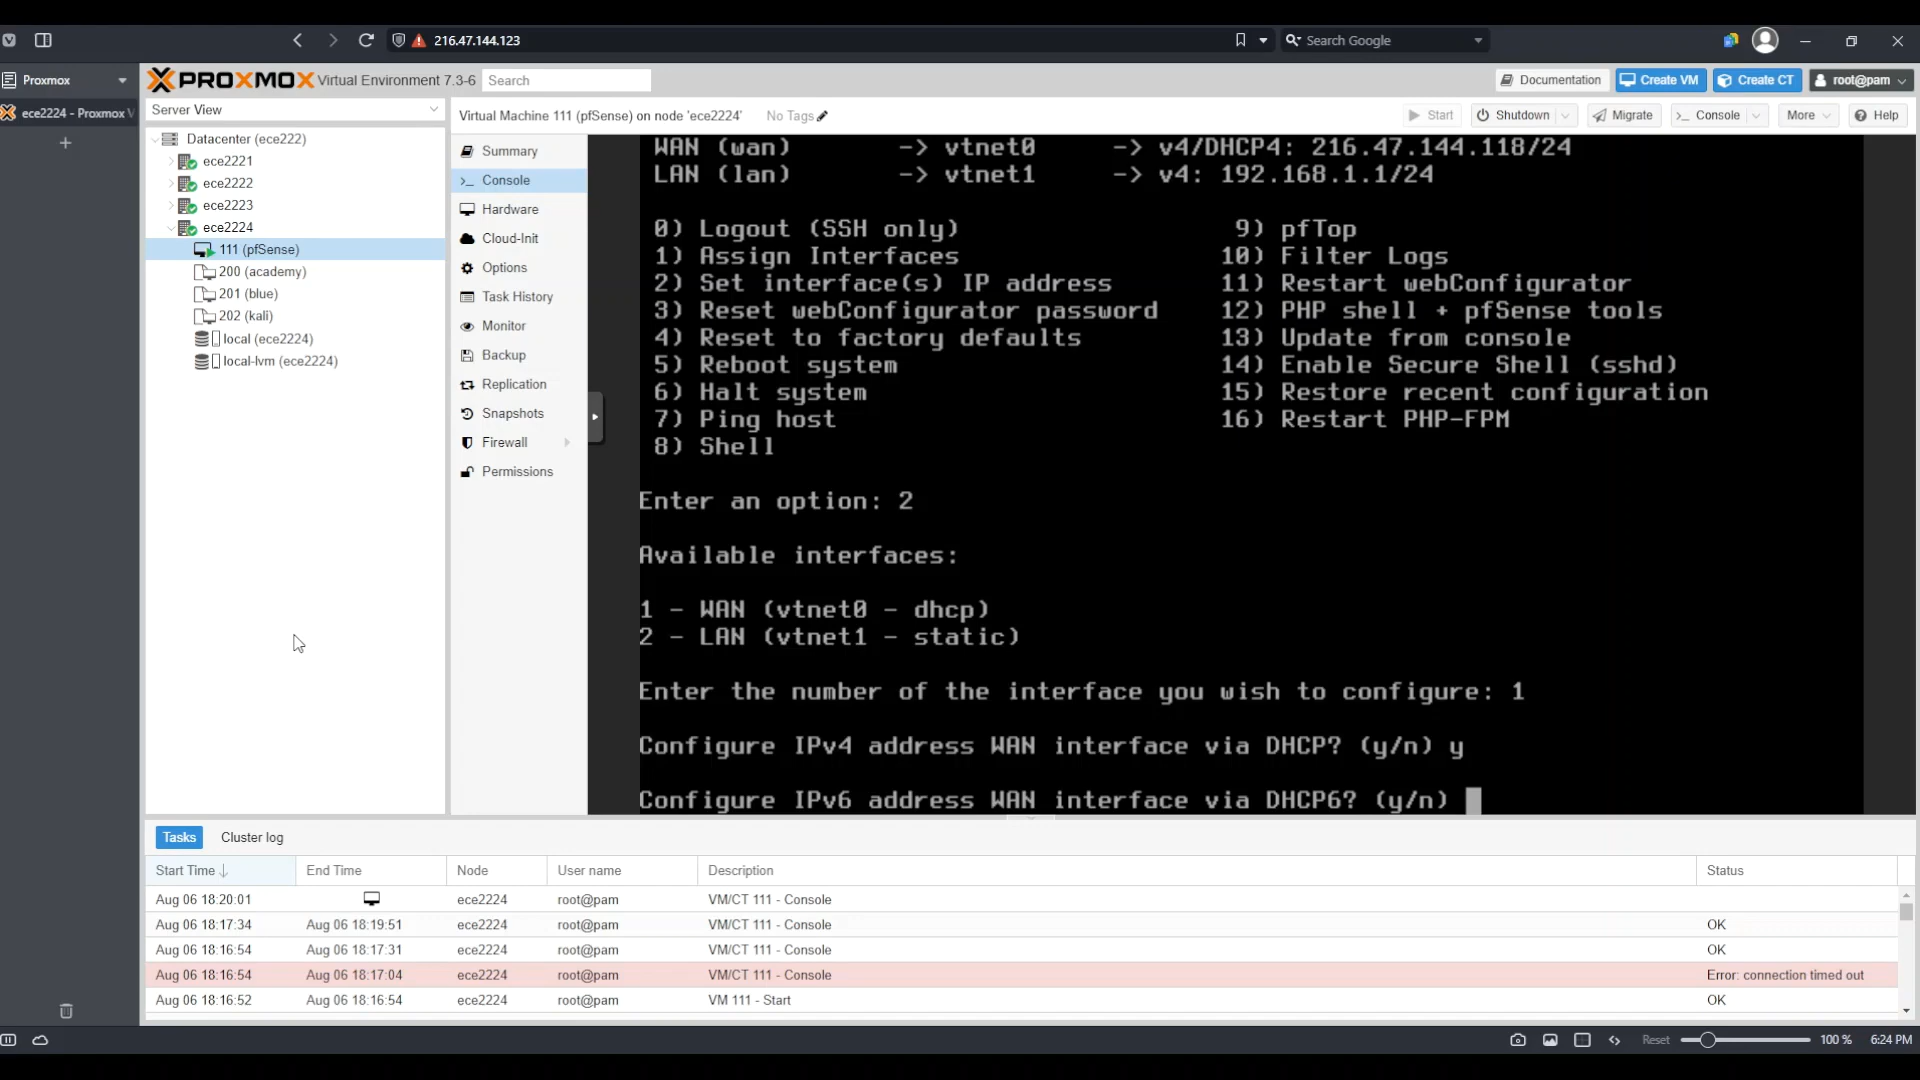 216.47.144.123
Search Google
Proxmox
PROXMOX Virtual Environment 7.3-6
Search
Documentation
Create VM
Create CT
root@pam
ece2224 - Proxmox V
Server View
Virtual Machine 111 (pfSense) on node 'ece2224'
No Tags
Start
Shutdown
Migrate
Console
More
Help
Datacenter (ece222)
ece2221
ece2222
ece2223
ece2224
111 (pfSense)
200 (academy)
201 (blue)
202 (kali)
local (ece2224)
local-lvm (ece2224)
Summary
Console
Hardware
Cloud-Init
Options
Task History
Monitor
Backup
Replication
Snapshots
Firewall
Permissions
WAN (wan) -> vtnet0 -> v4/DHCP4: 216.47.144.118/24
LAN (lan) -> vtnet1 -> v4: 192.168.1.1/24
0) Logout (SSH only) 9) pfTop
1) Assign Interfaces 10) Filter Logs
2) Set interface(s) IP address 11) Restart webConfigurator
3) Reset webConfigurator password 12) PHP shell + pfSense tools
4) Reset to factory defaults 13) Update from console
5) Reboot system 14) Enable Secure Shell (sshd)
6) Halt system 15) Restore recent configuration
7) Ping host 16) Restart PHP-FPM
8) Shell
Enter an option: 2
Available interfaces:
1 - WAN (vtnet0 - dhcp)
2 - LAN (vtnet1 - static)
Enter the number of the interface you wish to configure: 1
Configure IPv4 address WAN interface via DHCP? (y/n) y
Configure IPv6 address WAN interface via DHCP6? (y/n)
Tasks
Cluster log
Start Time End Time Node User name Description Status
Aug 06 18:20:01 ece2224 root@pam VM/CT 111 - Console
Aug 06 18:17:34 Aug 06 18:19:51 ece2224 root@pam VM/CT 111 - Console OK
Aug 06 18:16:54 Aug 06 18:17:31 ece2224 root@pam VM/CT 111 - Console OK
Aug 06 18:16:54 Aug 06 18:17:04 ece2224 root@pam VM/CT 111 - Console Error: connection timed out
Aug 06 18:16:52 Aug 06 18:16:54 ece2224 root@pam VM 111 - Start OK
Reset
100 %
6:24 PM